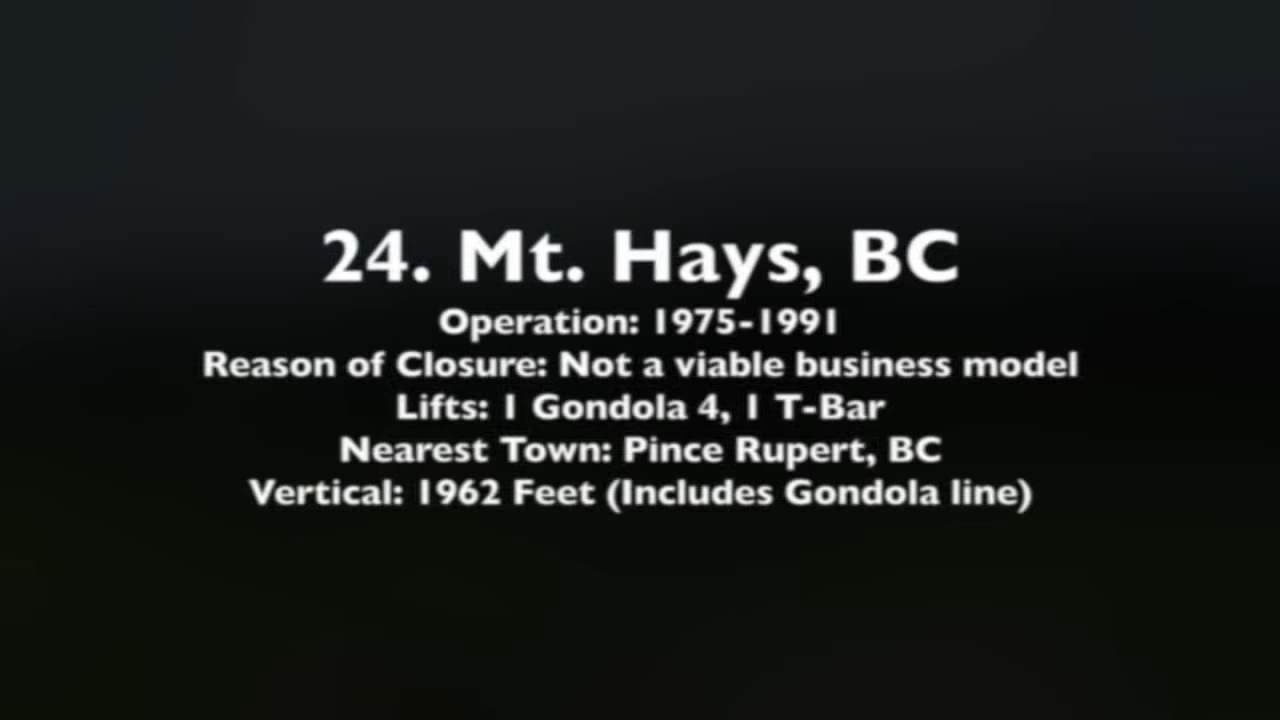 24. Mt. Hays, BC
Operation: 1975-1991
Reason of Closure: Not a viable business model
Lifts: 1 Gondola 4, 1 T-Bar
Nearest Town: Pince Rupert, BC
Vertical: 1962 Feet (Includes Gondola line)